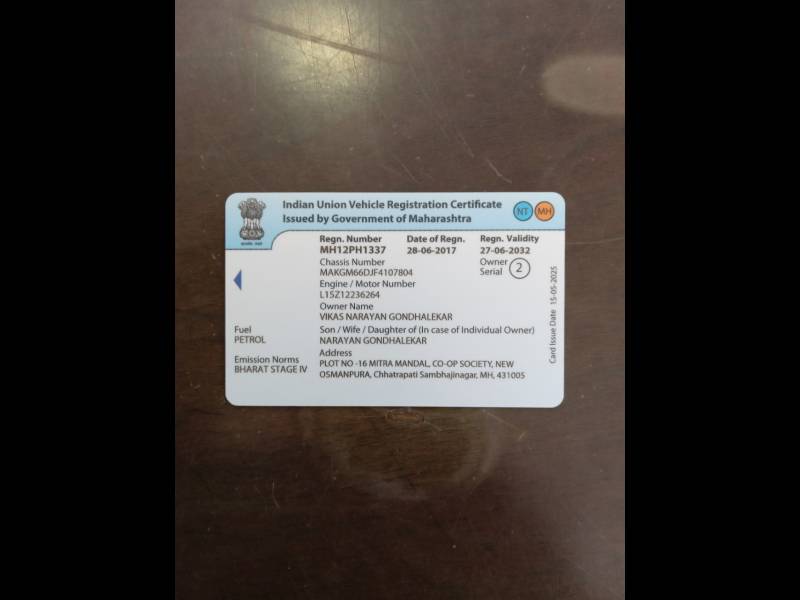 Indian Union Vehicle Registration Certificate
Issued by Government of Maharashtra
NT MH
Regn. Number Date of Regn. Regn. Validity
MH12PH1337 28-06-2017 27-06-2032
Chassis Number
MAKGM66DJF4107804
Owner
Serial 2
Engine / Motor Number
L15Z12236264
Owner Name
VIKAS NARAYAN GONDHALEKAR
Fuel
PETROL
Son / Wife / Daughter of (In case of Individual Owner)
NARAYAN GONDHALEKAR
Emission Norms
BHARAT STAGE IV
Address
PLOT NO -16 MITRA MANDAL, CO-OP SOCIETY, NEW
OSMANPURA, Chhatrapati Sambhajinagar, MH, 431005
Card Issue Date 15-05-2025